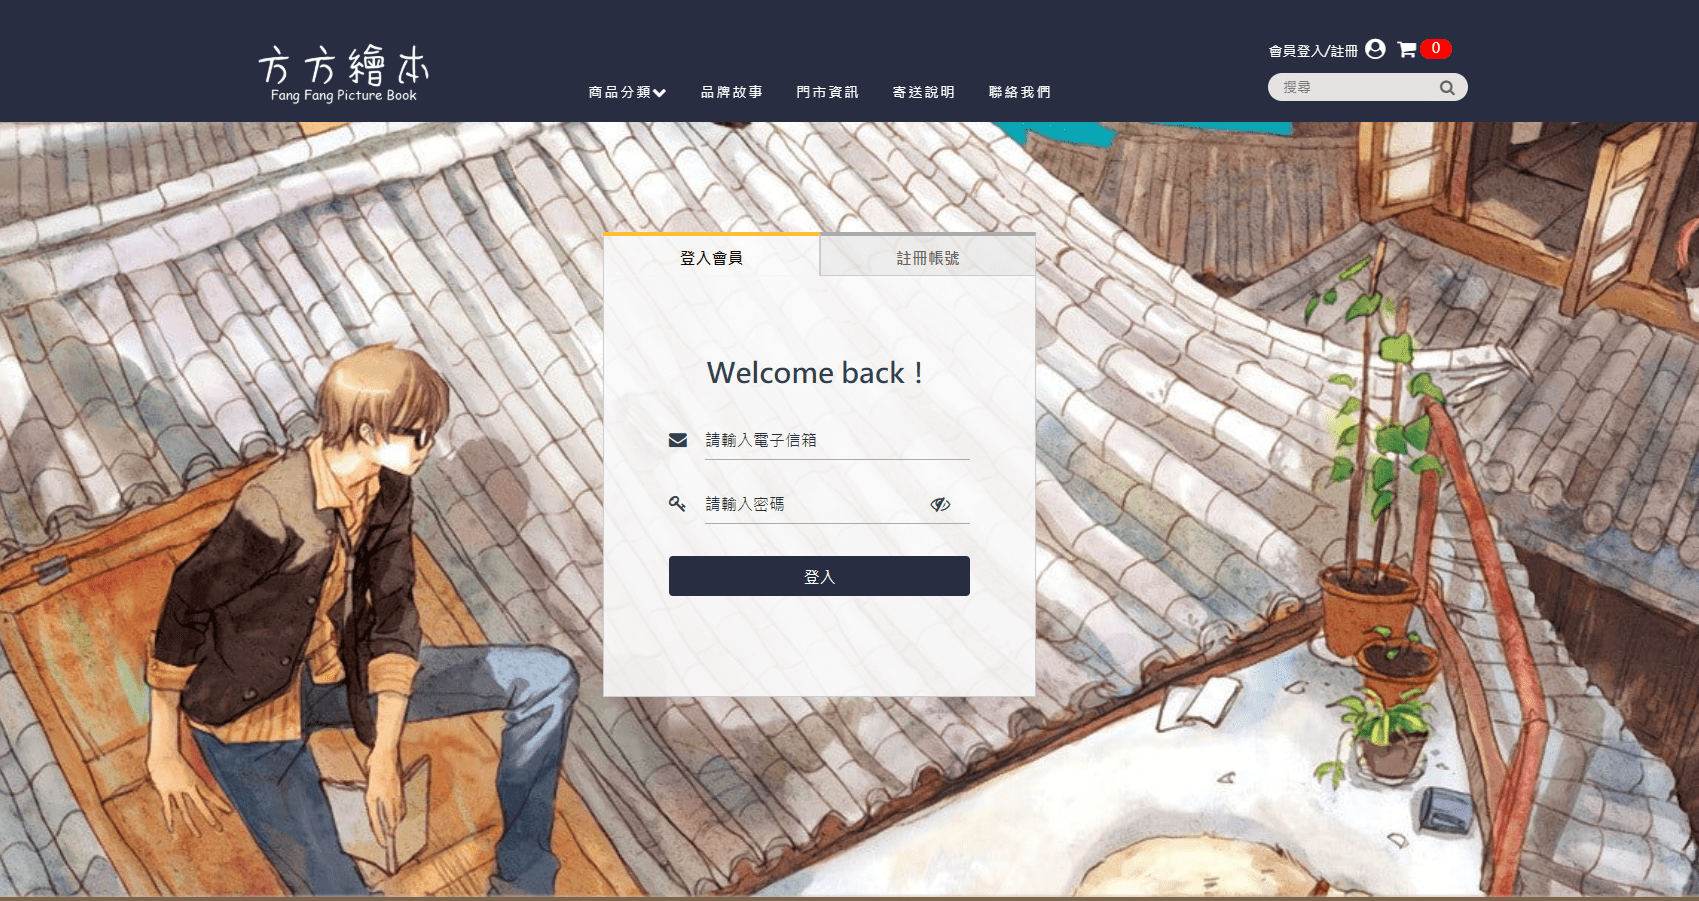 方方繪本
Fang Fang Picture Book
商品分類
品牌故事
門市資訊
寄送說明
聯絡我們
會員登入/註冊
0
搜尋
登入會員
註冊帳號
Welcome back！
請輸入電子信箱
請輸入密碼
登入